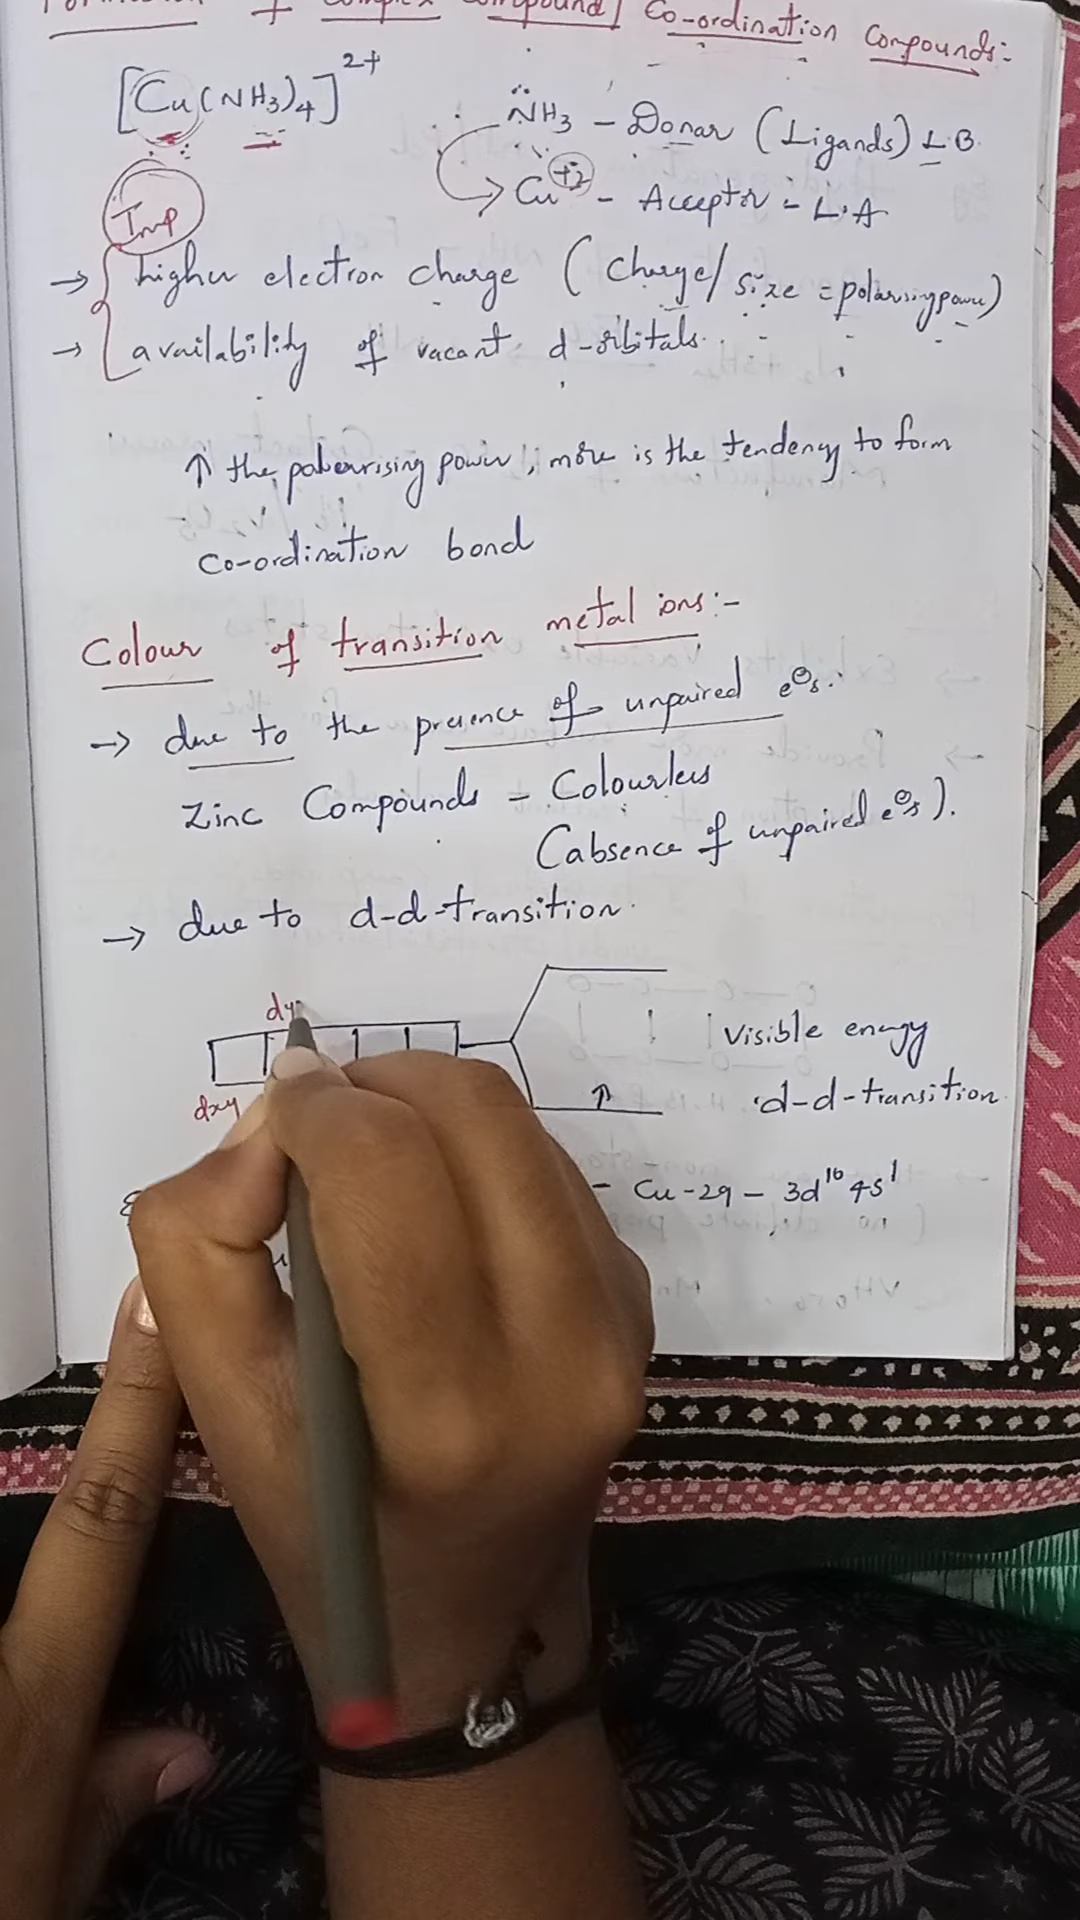 Complex Compound / Co-ordination Compounds:-
[Cu(NH3)4]2+
N̈H3 - Donar (Ligands) L.B
Cu+2 - Acceptor - L.A
Imp
→ higher electron charge (Charge/Size = polarising power)
→ availability of vacant d-orbitals.
↑ the polarising power, more is the tendency to form
Co-ordination bond
Colour of transition metal ions:-
→ due to the presence of unpaired e⊖s.
Zinc Compounds - Colourless
(absence of unpaired e⊖s).
→ due to d-d-transition.
dy
dxy
↑
Visible energy
d-d-transition
- Cu-29 - 3d10 4s1